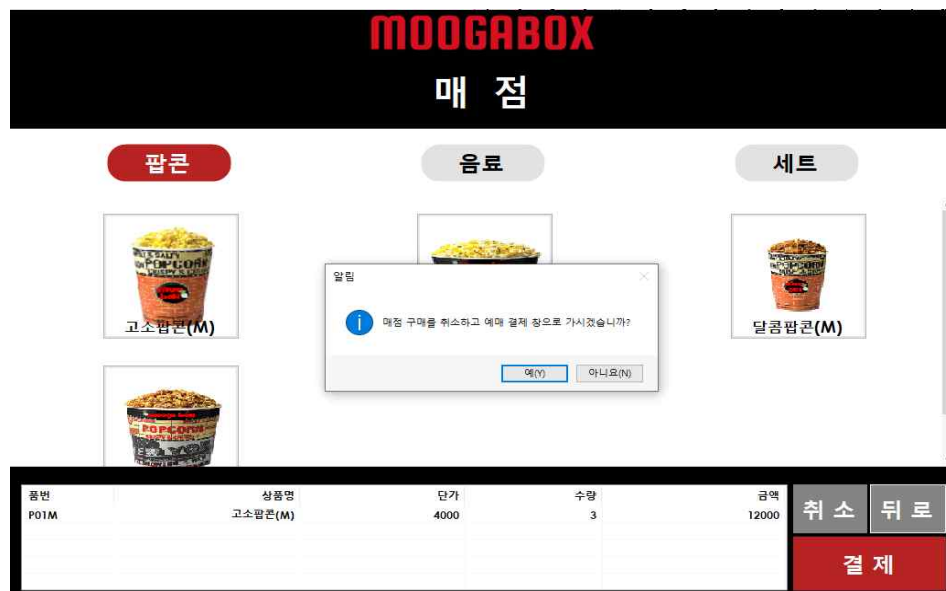 MOOGABOX
매 점
팝콘 음료 세트
알림
매점 구매를 취소하고 예매 결제 창으로 가시겠습니까?
예(Y) 아니요(N)
고소팝콘(M) 달콤팝콘(M)
POPCORN
품번 상품명 단가 수량 금액
P01M 고소팝콘(M) 4000 3 12000
취 소 뒤 로
결 제